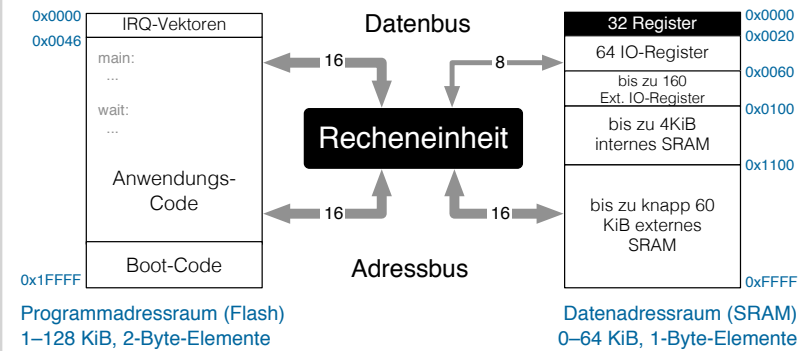 0x0000
IRQ-Vektoren
0x0046
main:
...
wait:
...
Anwendungs-
Code
Boot-Code
0x1FFFF
Programmadressraum (Flash)
1–128 KiB, 2-Byte-Elemente
Datenbus
16
8
Recheneinheit
16
16
Adressbus
32 Register
0x0000
0x0020
64 IO-Register
0x0060
bis zu 160
Ext. IO-Register
0x0100
bis zu 4KiB
internes SRAM
0x1100
bis zu knapp 60
KiB externes
SRAM
0xFFFF
Datenadressraum (SRAM)
0–64 KiB, 1-Byte-Elemente